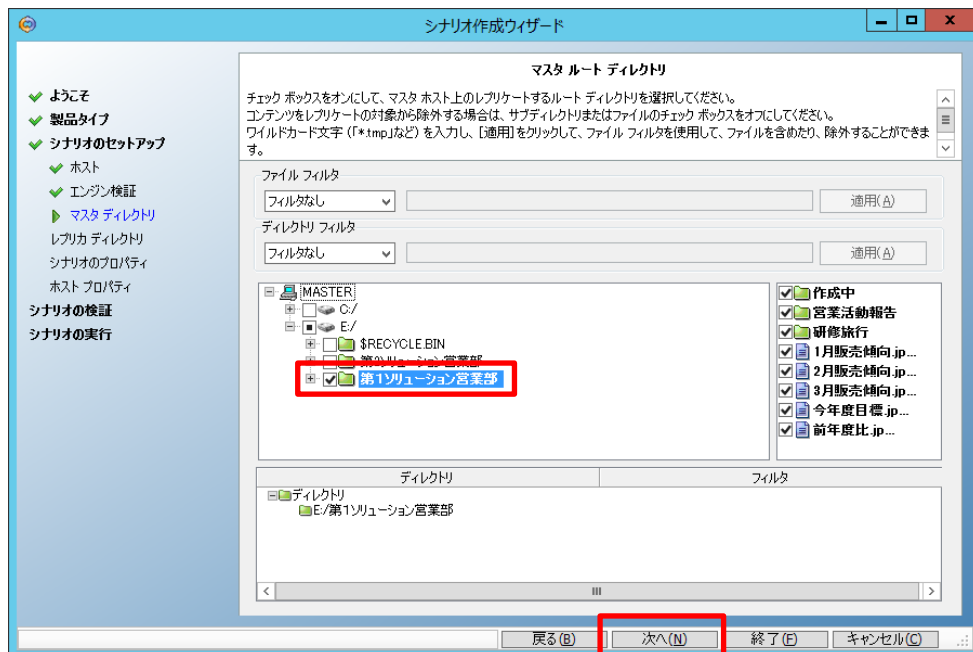 シナリオ作成ウィザード
ようこそ
製品タイプ
シナリオのセットアップ
ホスト
エンジン検証
マスタ ディレクトリ
レプリカ ディレクトリ
シナリオのプロパティ
ホスト プロパティ
シナリオの検証
シナリオの実行
マスタ ルート ディレクトリ
チェック ボックスをオンにして、マスタ ホスト上のレプリケートするルート ディレクトリを選択してください。
コンテンツをレプリケートの対象から除外する場合は、サブディレクトリまたはファイルのチェック ボックスをオフにしてください。
ワイルドカード文字 (「*.tmp」など) を入力し、[適用]をクリックして、ファイル フィルタを使用して、ファイルを含めたり、除外することができま
す。
ファイル フィルタ
フィルタなし 適用(A)
ディレクトリ フィルタ
フィルタなし 適用(A)
MASTER
C:/
E:/
$RECYCLE.BIN
第2ソリューション営業部
第1ソリューション営業部
作成中
営業活動報告
研修旅行
1月販売傾向.jp...
2月販売傾向.jp...
3月販売傾向.jp...
今年度目標.jp...
前年度比.jp...
ディレクトリ フィルタ
ディレクトリ
E:/第1ソリューション営業部
戻る(B) 次へ(N) 終了(F) キャンセル(C)